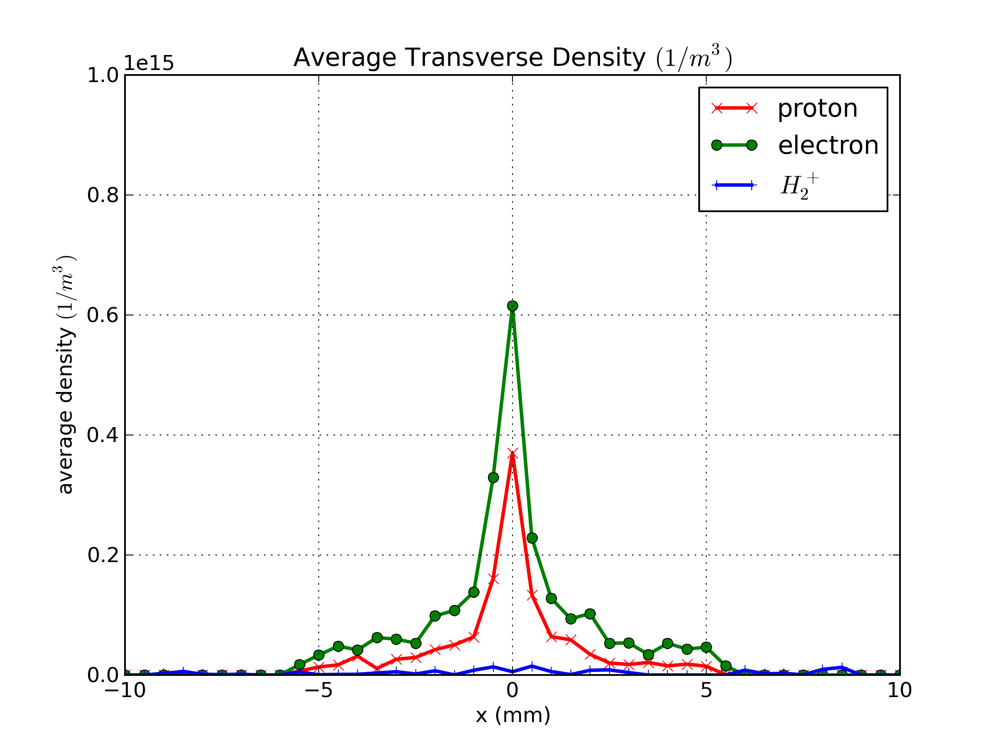 Average Transverse Density (1/m³)
1e15
1.0
0.8
0.6
0.4
0.2
0.0
average density (1/m³)
proton
electron
H₂⁺
−10
−5
0
5
10
x (mm)